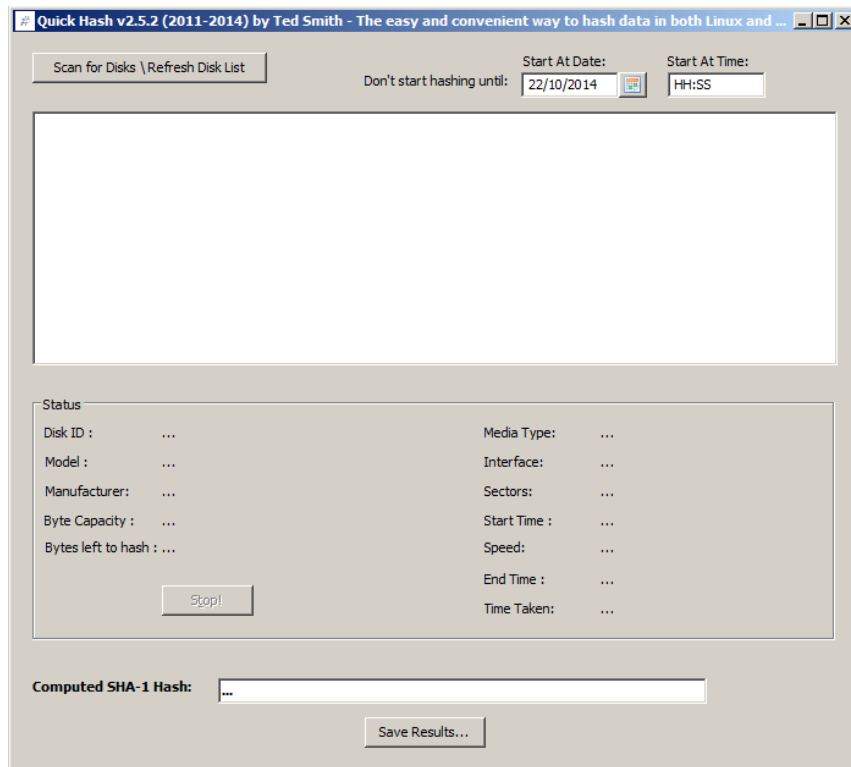 # Quick Hash v2.5.2 (2011-2014) by Ted Smith - The easy and convenient way to hash data in both Linux and ...
Scan for Disks \Refresh Disk List
Don't start hashing until:
Start At Date:
22/10/2014
Start At Time:
HH:SS
Status
Disk ID : ...
Media Type: ...
Model : ...
Interface: ...
Manufacturer: ...
Sectors: ...
Byte Capacity : ...
Start Time : ...
Bytes left to hash : ...
Speed: ...
End Time : ...
Stop!
Time Taken: ...
Computed SHA-1 Hash: ...
Save Results...